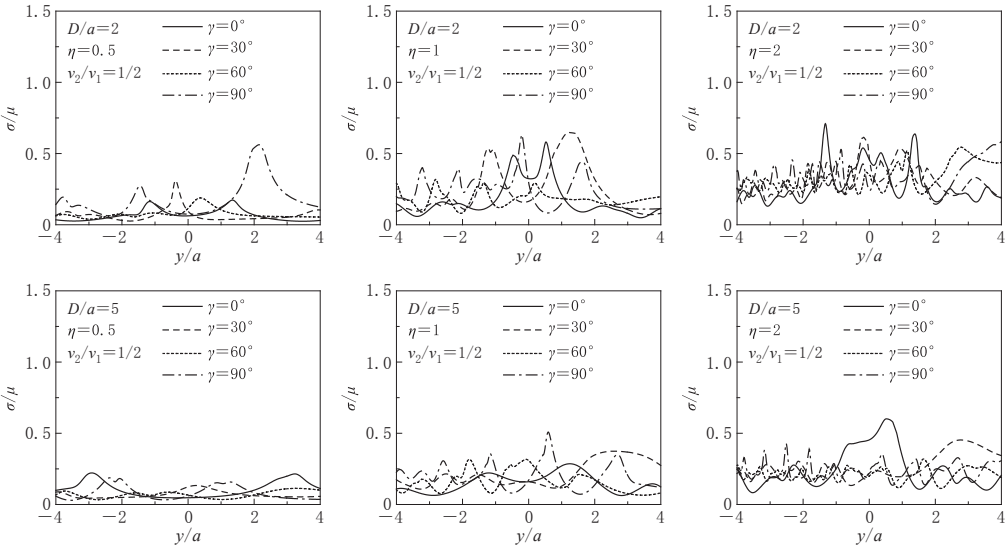 1.5
D/a=2
γ=0°
η=0.5
γ=30°
v₂/v₁=1/2
γ=60°
1.0
γ=90°
σ/μ
0.5
0
−4
−2
0
2
4
y/a
1.5
D/a=2
γ=0°
η=1
γ=30°
v₂/v₁=1/2
γ=60°
1.0
γ=90°
σ/μ
0.5
0
−4
−2
0
2
4
y/a
1.5
D/a=2
γ=0°
η=2
γ=30°
v₂/v₁=1/2
γ=60°
1.0
γ=90°
σ/μ
0.5
0
−4
−2
0
2
4
y/a
1.5
D/a=5
γ=0°
η=0.5
γ=30°
v₂/v₁=1/2
γ=60°
1.0
γ=90°
σ/μ
0.5
0
−4
−2
0
2
4
y/a
1.5
D/a=5
γ=0°
η=1
γ=30°
v₂/v₁=1/2
γ=60°
1.0
γ=90°
σ/μ
0.5
0
−4
−2
0
2
4
y/a
1.5
D/a=5
γ=0°
η=2
γ=30°
v₂/v₁=1/2
γ=60°
1.0
γ=90°
σ/μ
0.5
0
−4
−2
0
2
4
y/a